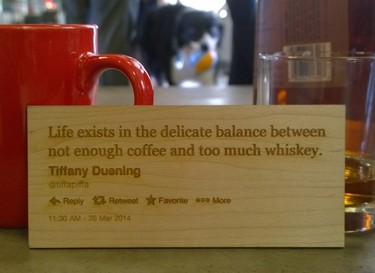 Life exists in the delicate balance between
not enough coffee and too much whiskey.
Tiffany Duening
@tiffapiffa
Reply Retweet Favorite More
11:30 AM - 26 Mar 2014